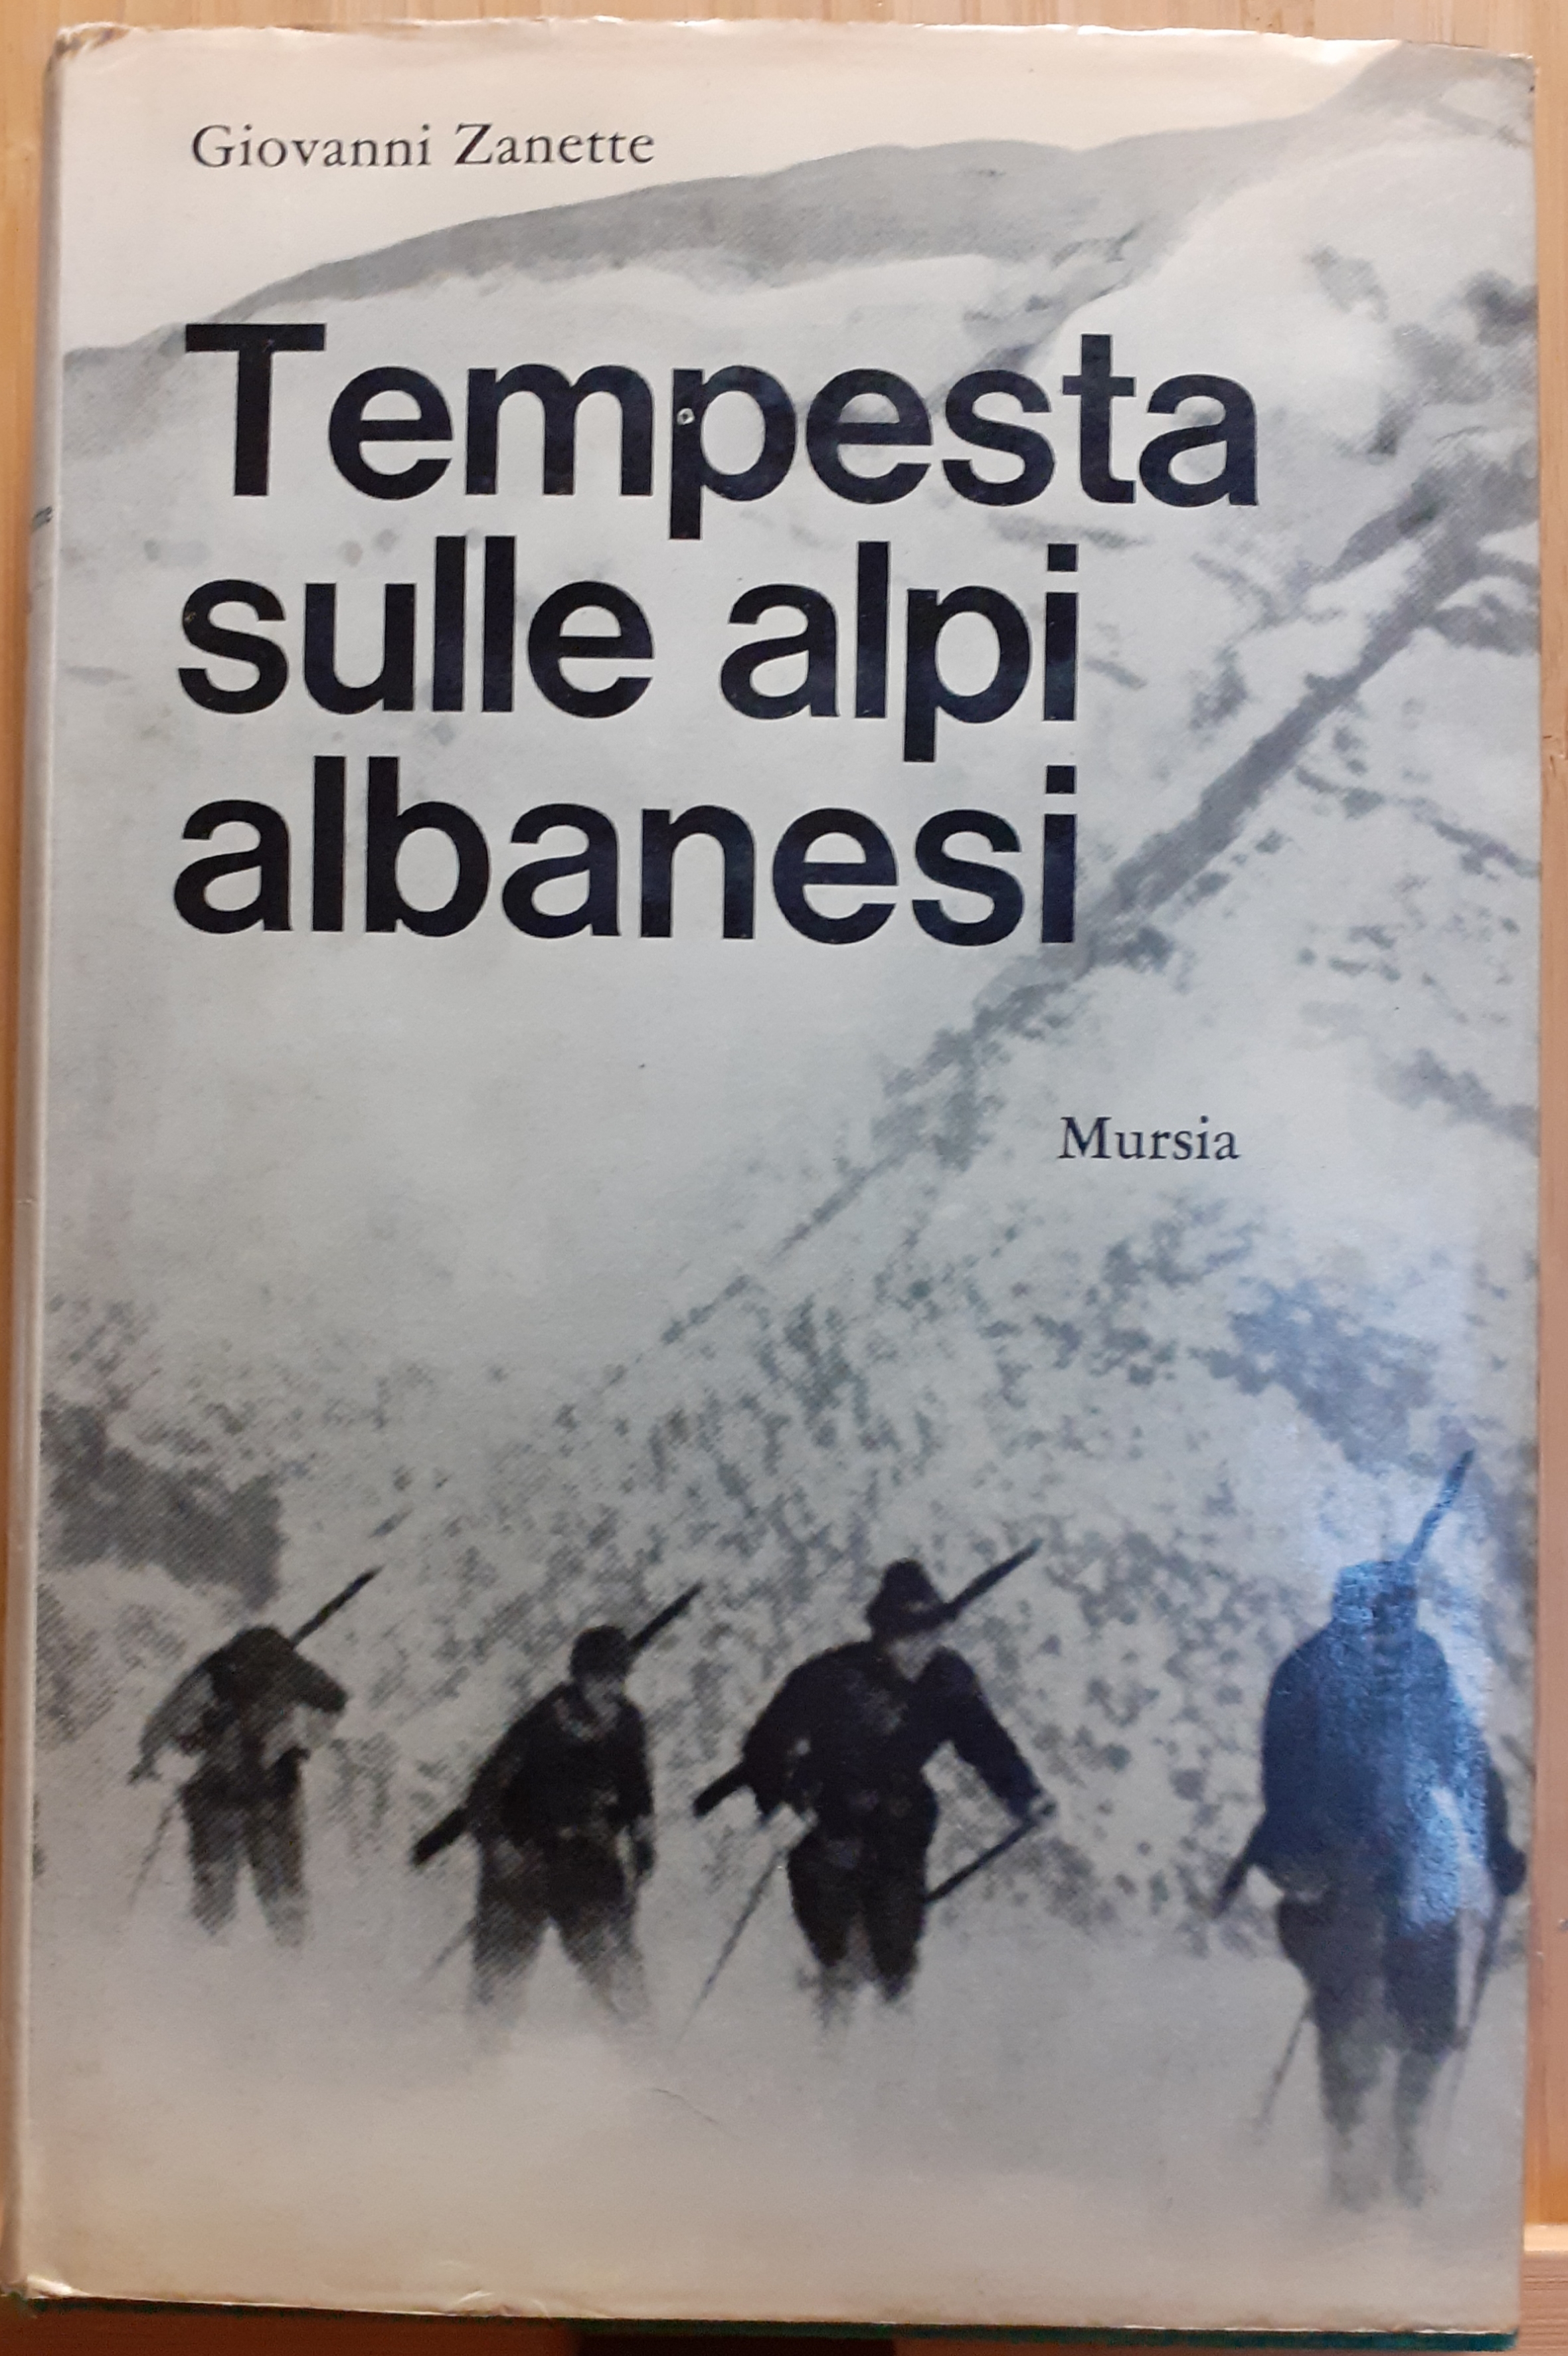 Giovanni Zanette
Tempesta
sulle alpi
albanesi
Mursia